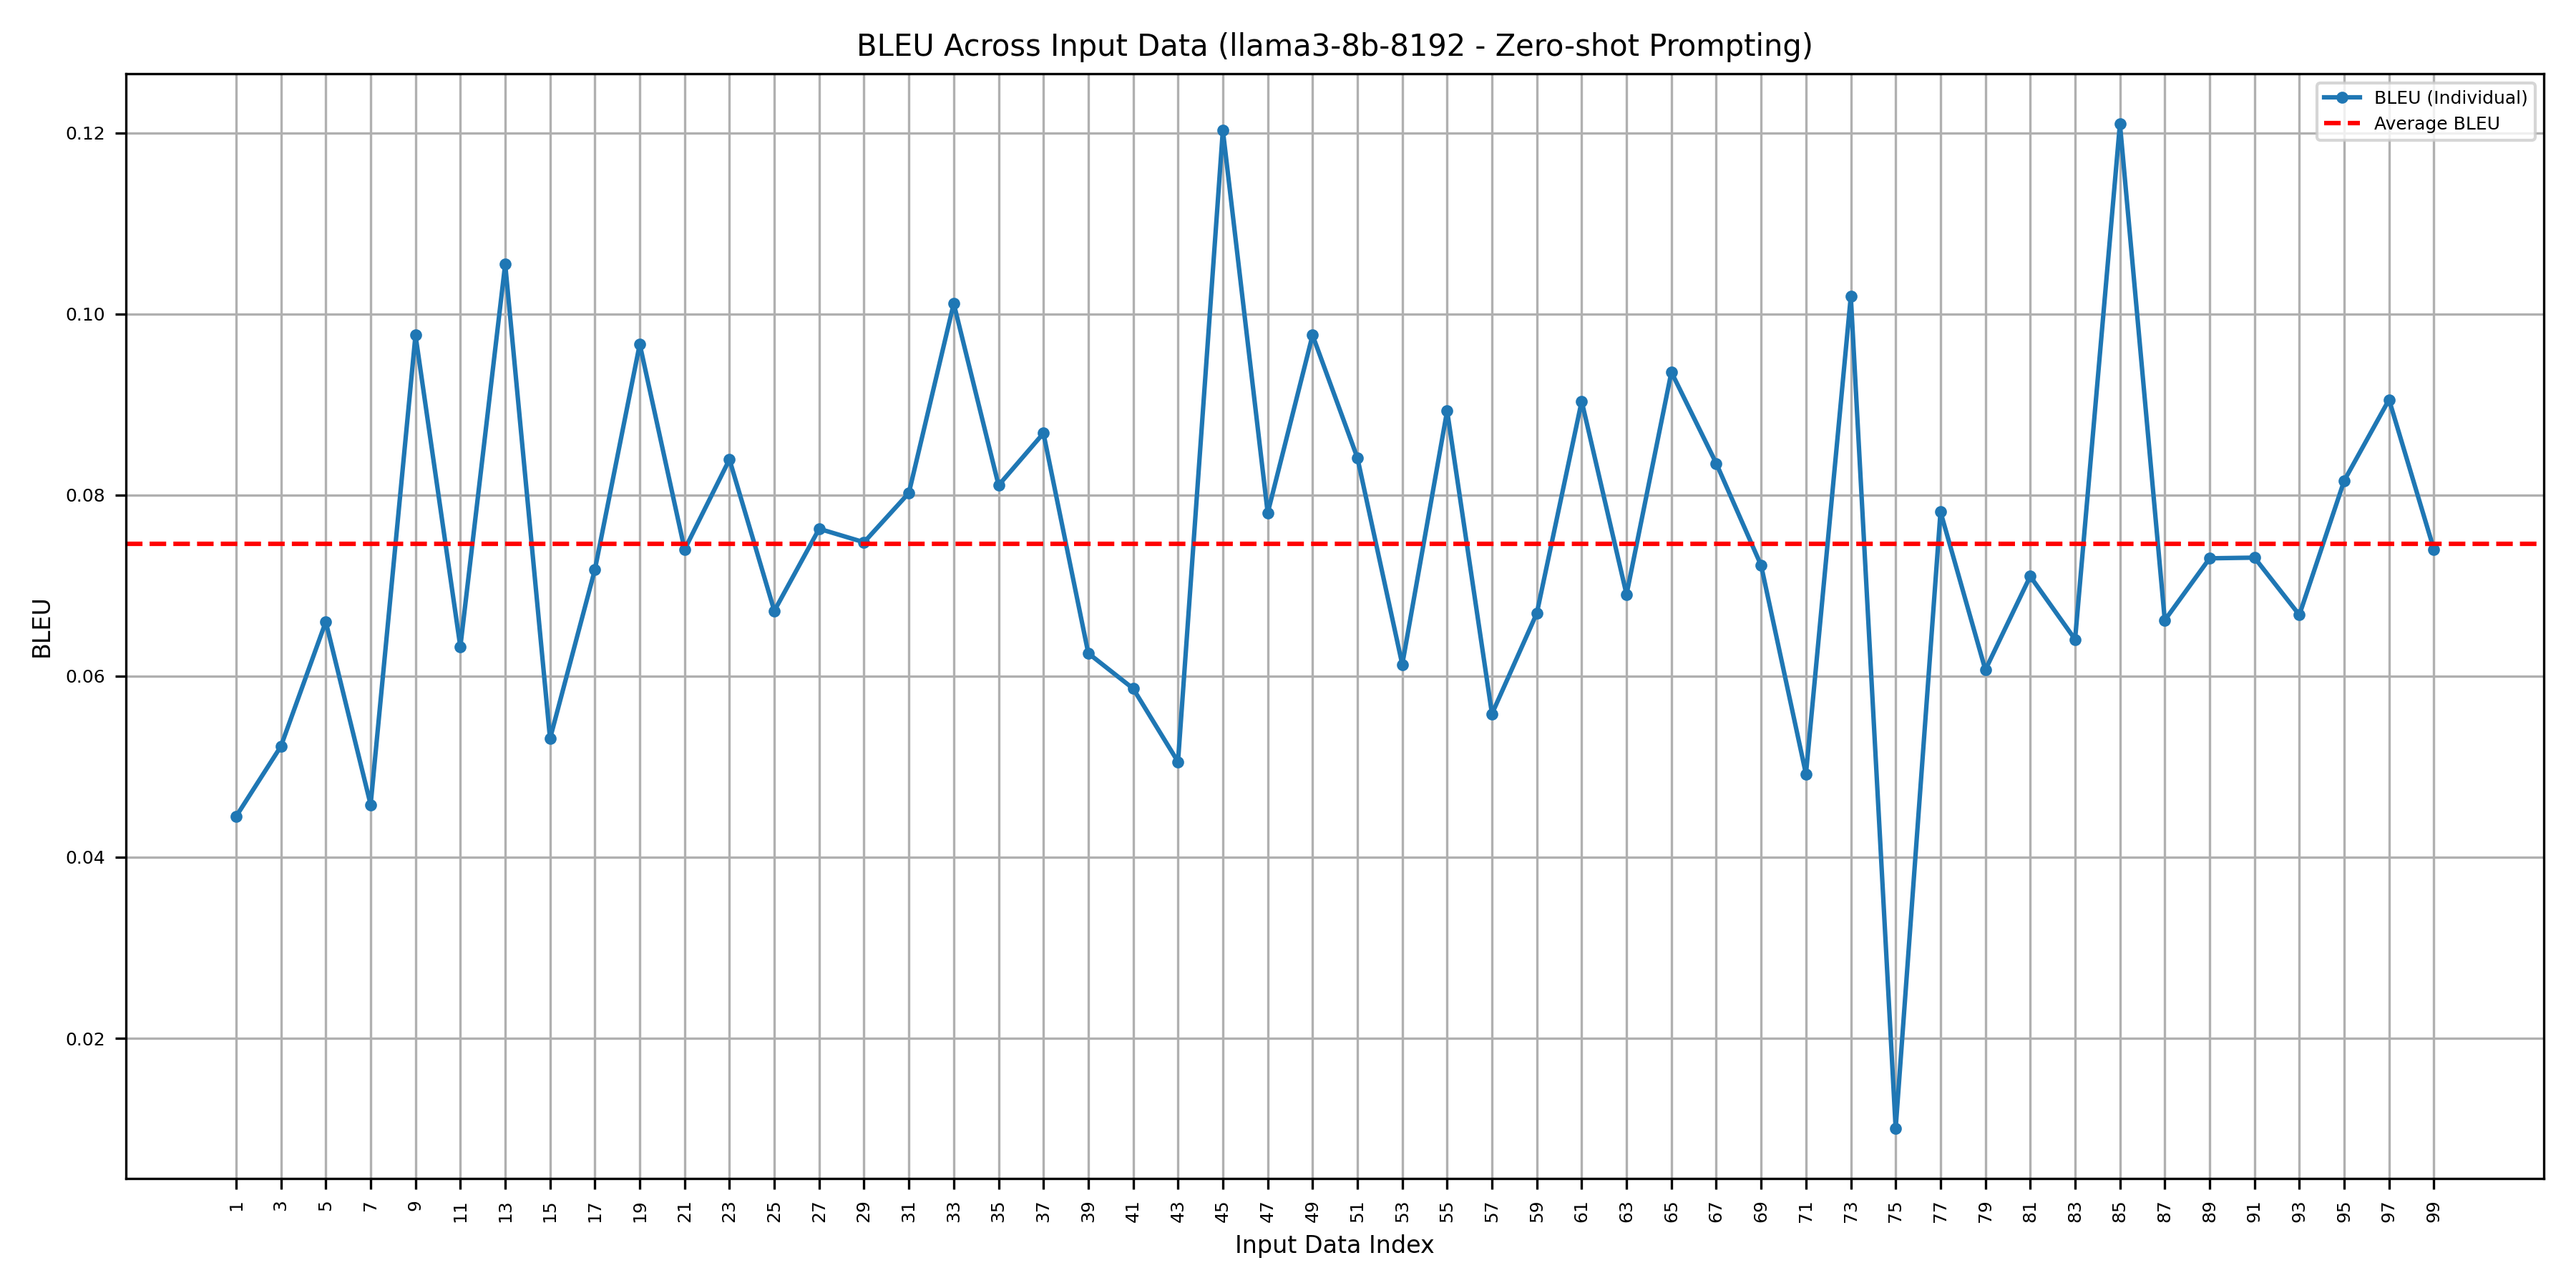 BLEU Across Input Data (llama3-8b-8192 - Zero-shot Prompting)
BLEU (Individual)
Average BLEU
0.12
0.10
0.08
0.06
0.04
0.02
BLEU
1 3 5 7 9 11 13 15 17 19 21 23 25 27 29 31 33 35 37 39 41 43 45 47 49 51 53 55 57 59 61 63 65 67 69 71 73 75 77 79 81 83 85 87 89 91 93 95 97 99
Input Data Index